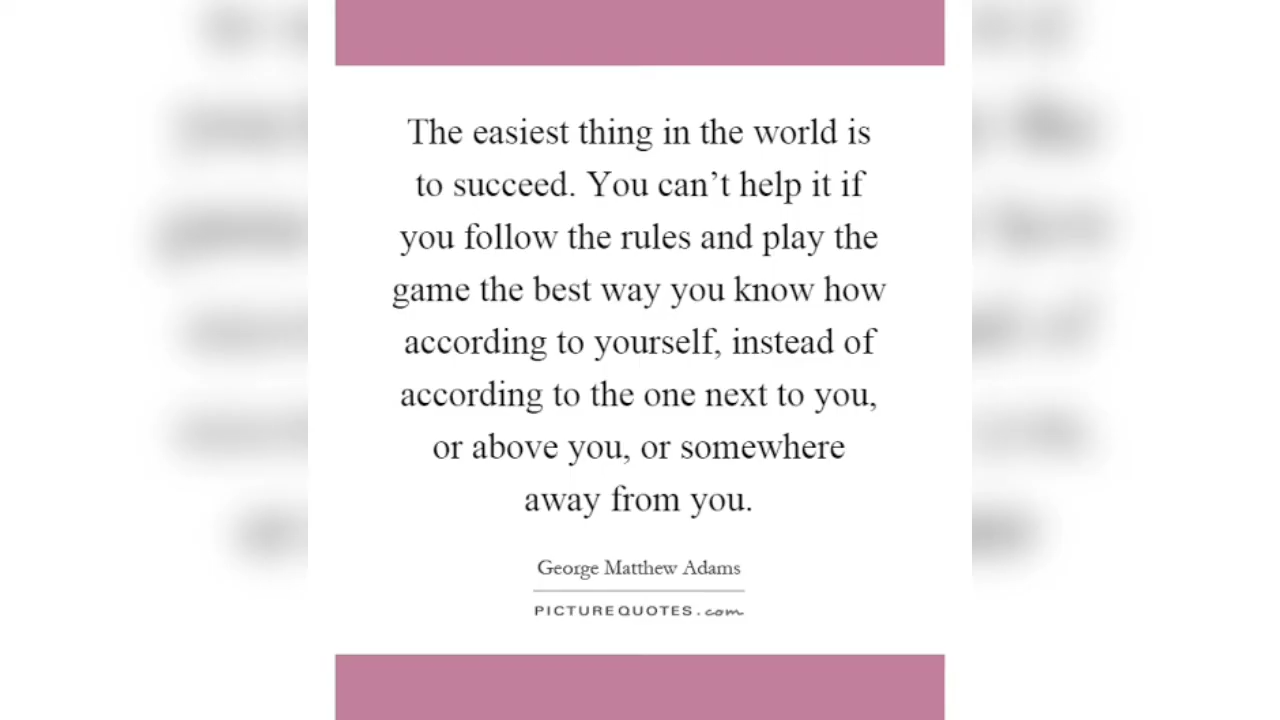 The easiest thing in the world is
to succeed. You can’t help it if
you follow the rules and play the
game the best way you know how
according to yourself, instead of
according to the one next to you,
or above you, or somewhere
away from you.
George Matthew Adams
PICTUREQUOTES.com